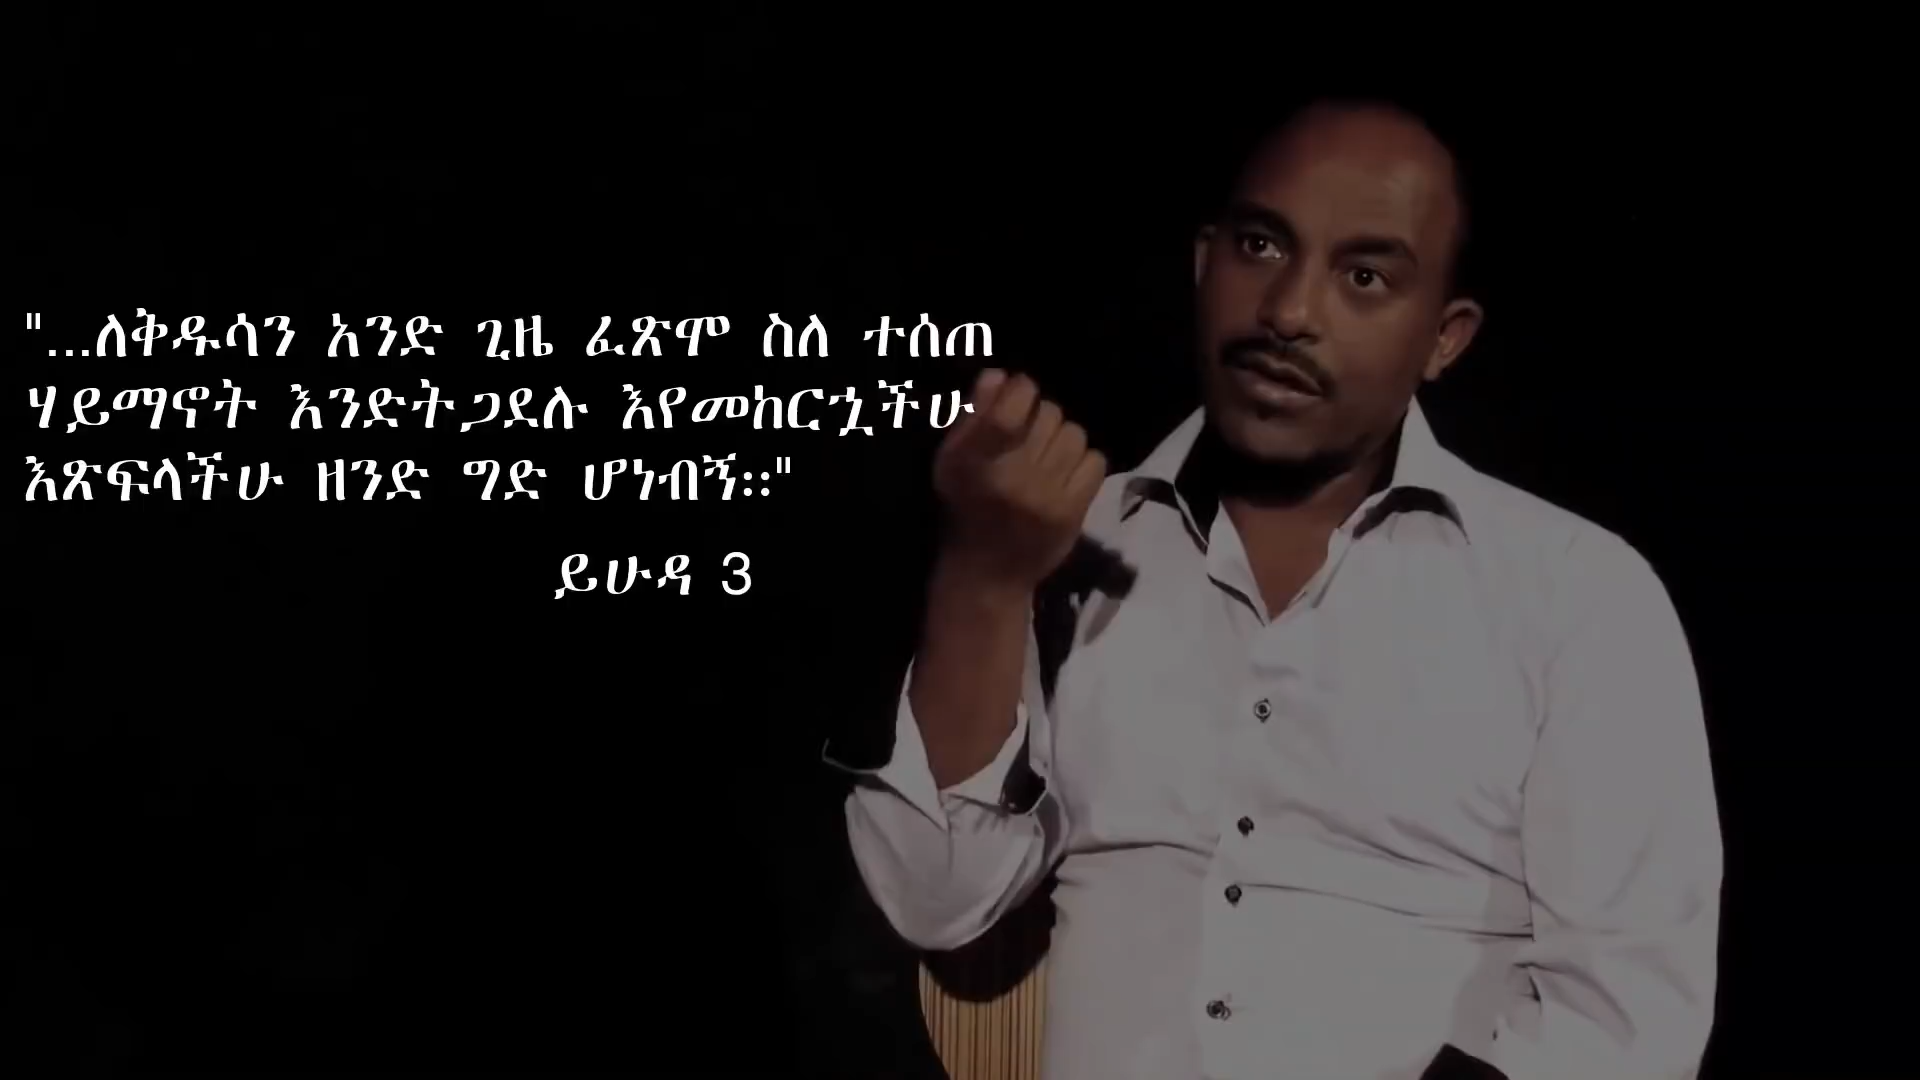 "...ለቅዱሳን አንድ ጊዜ ፈጽሞ ስለ ተሰጠ
ሃይማኖት እንድትጋደሉ እየመከርኋችሁ
እጽፍላችሁ ዘንድ ግድ ሆነብኝ።"
ይሁዳ 3